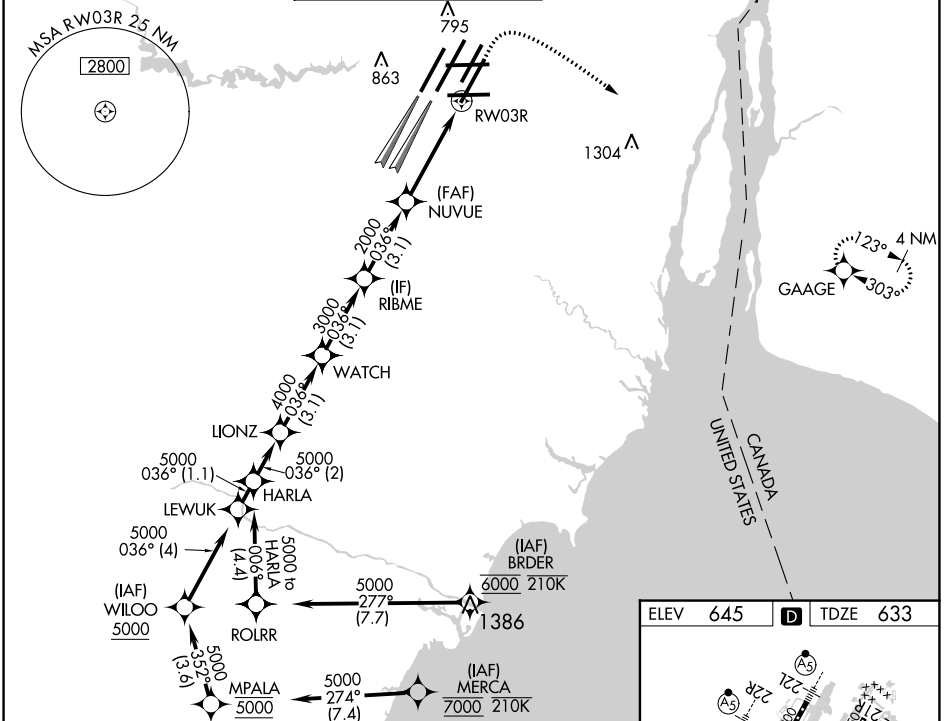 MSA RW03R 25 NM
2800
795
863
RW03R
1304
(FAF)
NUVUE
2000
036°
(3.1)
(IF)
RIBME
3000
036°
(3.1)
WATCH
4000
036°
(3.1)
LIONZ
5000
036° (1.1)
5000
036° (2)
HARLA
LEWUK
5000
036° (4)
5000 to
HARLA
006°
(4.4)
(IAF)
WILOO
5000
ROLRR
5000
277°
(7.7)
(IAF)
BRDER
6000 210K
1386
5000
352°
(3.6)
MPALA
5000
5000
274°
(7.4)
(IAF)
MERCA
7000 210K
GAAGE
123°
4 NM
303°
CANADA
UNITED STATES
ELEV 645 D TDZE 633
A5
22L
A5
22R
21R